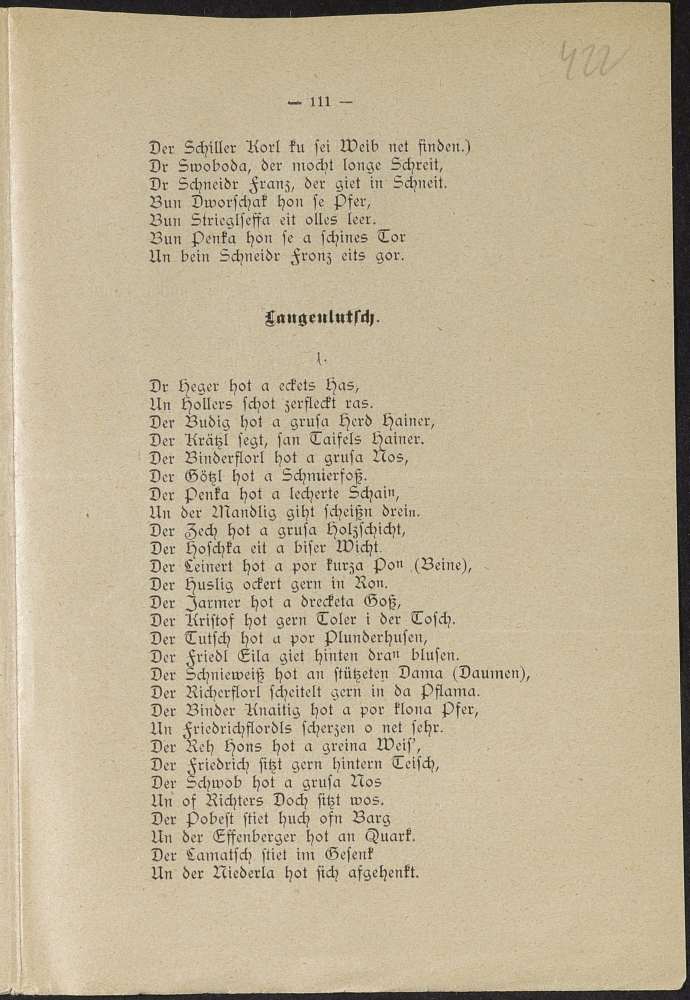 422
— 111 —
Der Schiller Korl ku sei Weib net finden.)
Dr Swoboda, der mocht longe Schreit,
Dr Schneidr Franz, der giet in Schneit.
Bun Dworschak hon se Pfer,
Bun Strieglseffa eit olles leer.
Bun Penka hon se a schines Tor
Un bein Schneidr Fronz eits gor.
Langenlutsch.
1.
Dr Heger hot a eckets Has,
Un Hollers schot zerfleckt ras.
Der Budig hot a grusa Herd Hainer,
Der Krätzl segt, san Taifels Hainer.
Der Binderflorl hot a grusa Nos,
Der Götzl hot a Schmierfoß.
Der Penka hot a lecherte Schain,
Un der Mandlig giht scheißn drein.
Der Zech hot a grusa Holzschicht,
Der Hoschka eit a biser Wicht.
Der Leinert hot a por kurza Pon (Beine),
Der Huslig ockert gern in Ron.
Der Jarmer hot a drecketa Goß,
Der Kristof hot gern Toler i der Tosch.
Der Tutsch hot a por Plunderhusen,
Der Friedl Eila giet hinten dran blusen.
Der Schnieweiß hot an stützeten Dama (Daumen),
Der Richerflorl scheitelt gern in da Pflama.
Der Binder Knaitig hot a por klona Pfer,
Un Friedrichflordls scherzen o net sehr.
Der Reh Hons hot a greina Weis',
Der Friedrich sitzt gern hintern Teisch,
Der Schwob hot a grusa Nos
Un of Richters Doch sitzt wos.
Der Pobest stiet huch ofn Barg
Un der Effenberger hot an Quark.
Der Lamatsch stiet im Gesenk
Un der Niederla hot sich afgehenkt.